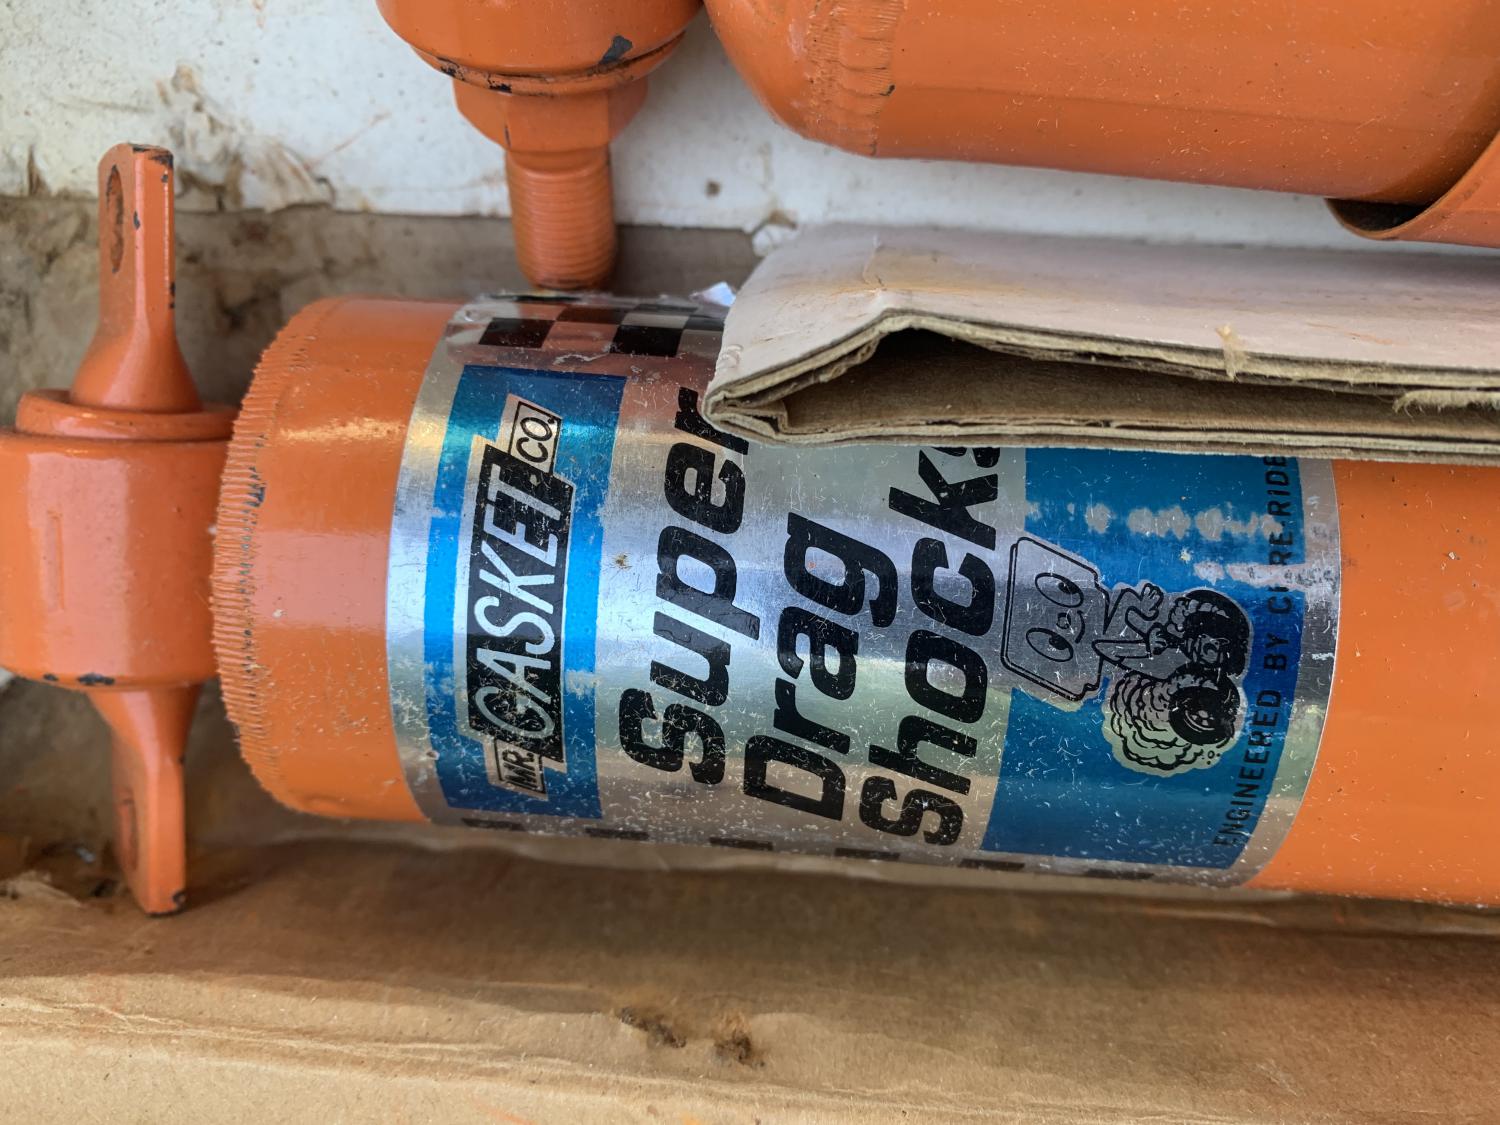 MR. GASKET CO.
Super
Drag
Shocks
ENGINEERED BY